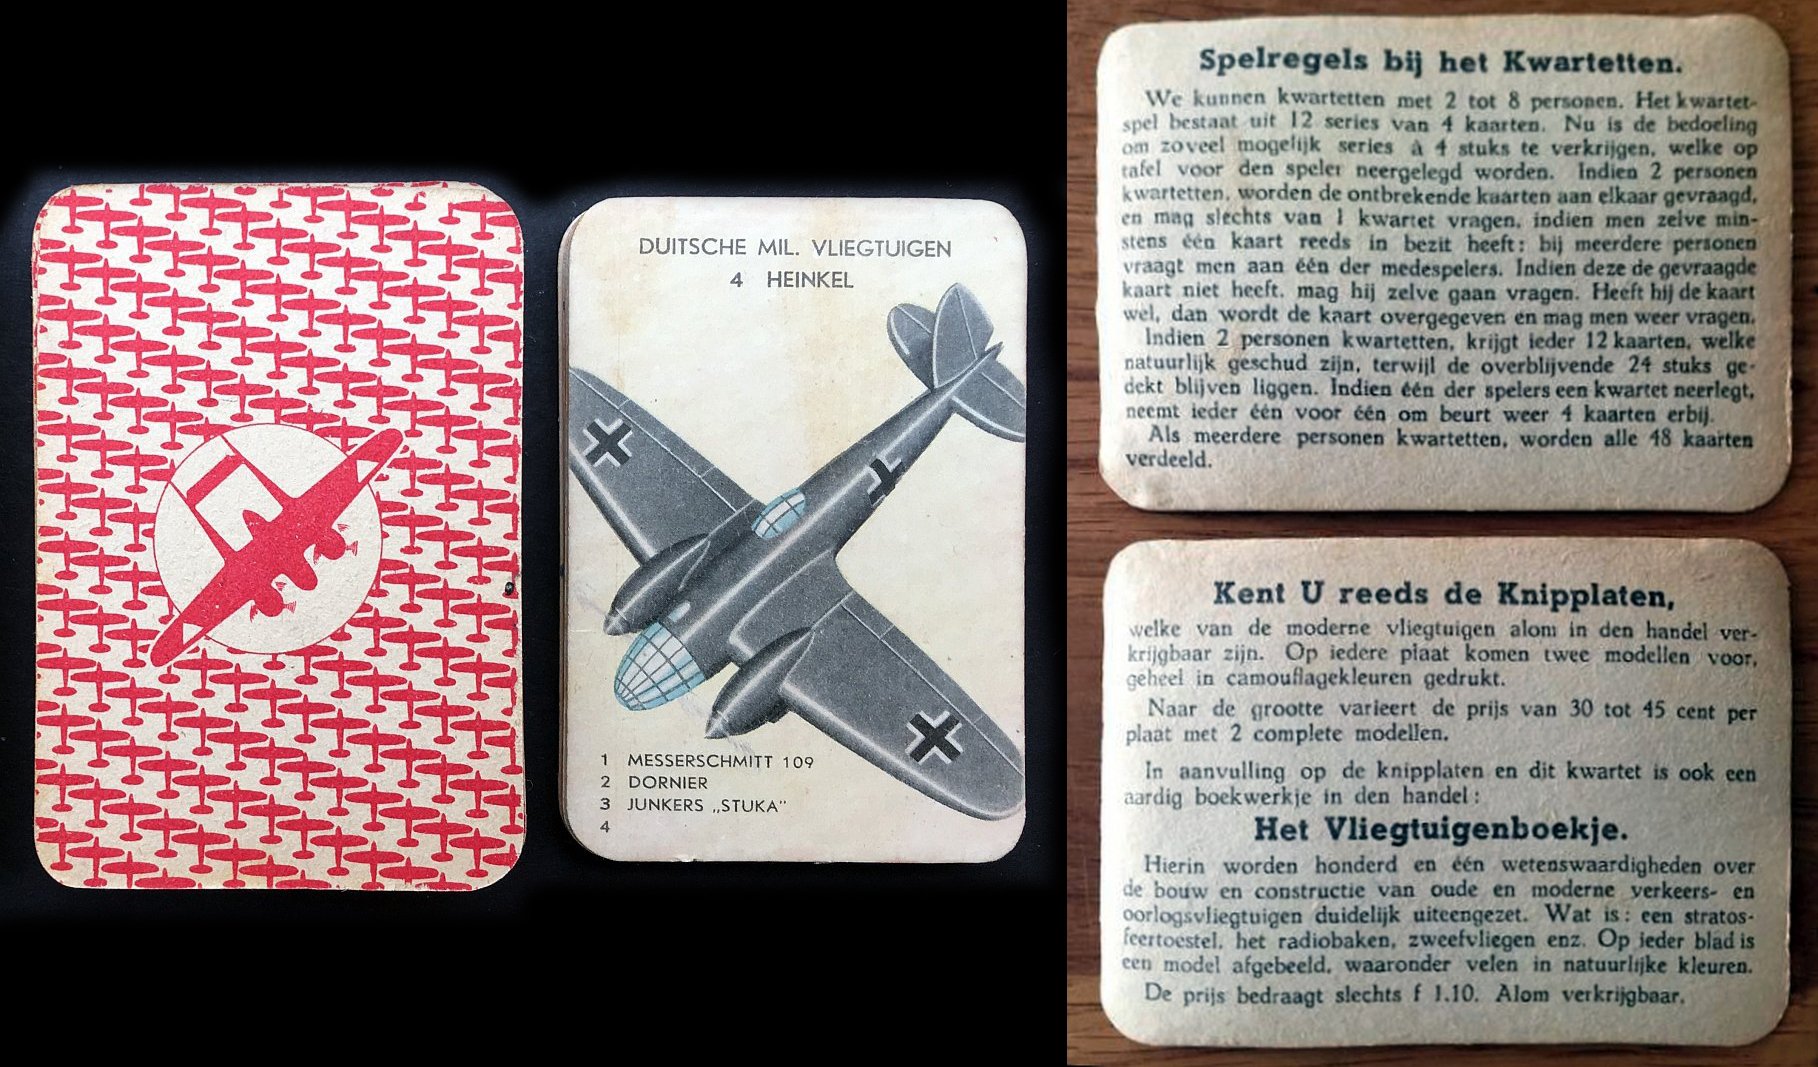 DUITSCHE MIL. VLIEGTUIGEN
4 HEINKEL
1 MESSERSCHMITT 109
2 DORNIER
3 JUNKERS „STUKA”
4
Spelregels bij het Kwartetten.
We kunnen kwartetten met 2 tot 8 personen. Het kwartet-
spel bestaat uit 12 series van 4 kaarten. Nu is de bedoeling
om zoveel mogelijk series à 4 stuks te verkrijgen, welke op
tafel voor den speler neergelegd worden. Indien 2 personen
kwartetten, worden de ontbrekende kaarten aan elkaar gevraagd,
en mag slechts van 1 kwartet vragen, indien men zelve min-
stens één kaart reeds in bezit heeft: bij meerdere personen
vraagt men aan één der medespelers. Indien deze de gevraagde
kaart niet heeft, mag hij zelve gaan vragen. Heeft hij de kaart
wel, dan wordt de kaart overgegeven en mag men weer vragen.
Indien 2 personen kwartetten, krijgt ieder 12 kaarten, welke
natuurlijk geschud zijn, terwijl de overblijvende 24 stuks ge-
dekt blijven liggen. Indien één der spelers een kwartet neerlegt,
neemt ieder één voor één om beurt weer 4 kaarten erbij.
Als meerdere personen kwartetten, worden alle 48 kaarten
verdeeld.
Kent U reeds de Knipplaten,
welke van de moderne vliegtuigen alom in den handel ver-
krijgbaar zijn. Op iedere plaat komen twee modellen voor,
geheel in camouflagekleuren gedrukt.
Naar de grootte varieert de prijs van 30 tot 45 cent per
plaat met 2 complete modellen.
In aanvulling op de knipplaten en dit kwartet is ook een
aardig boekwerkje in den handel:
Het Vliegtuigenboekje.
Hierin worden honderd en één wetenswaardigheden over
de bouw en constructie van oude en moderne verkeers- en
oorlogsvliegtuigen duidelijk uiteengezet. Wat is: een stratos-
feertoestel, het radiobaken, zweefvliegen enz. Op ieder blad is
een model afgebeeld, waaronder velen in natuurlijke kleuren.
De prijs bedraagt slechts f 1.10. Alom verkrijgbaar.